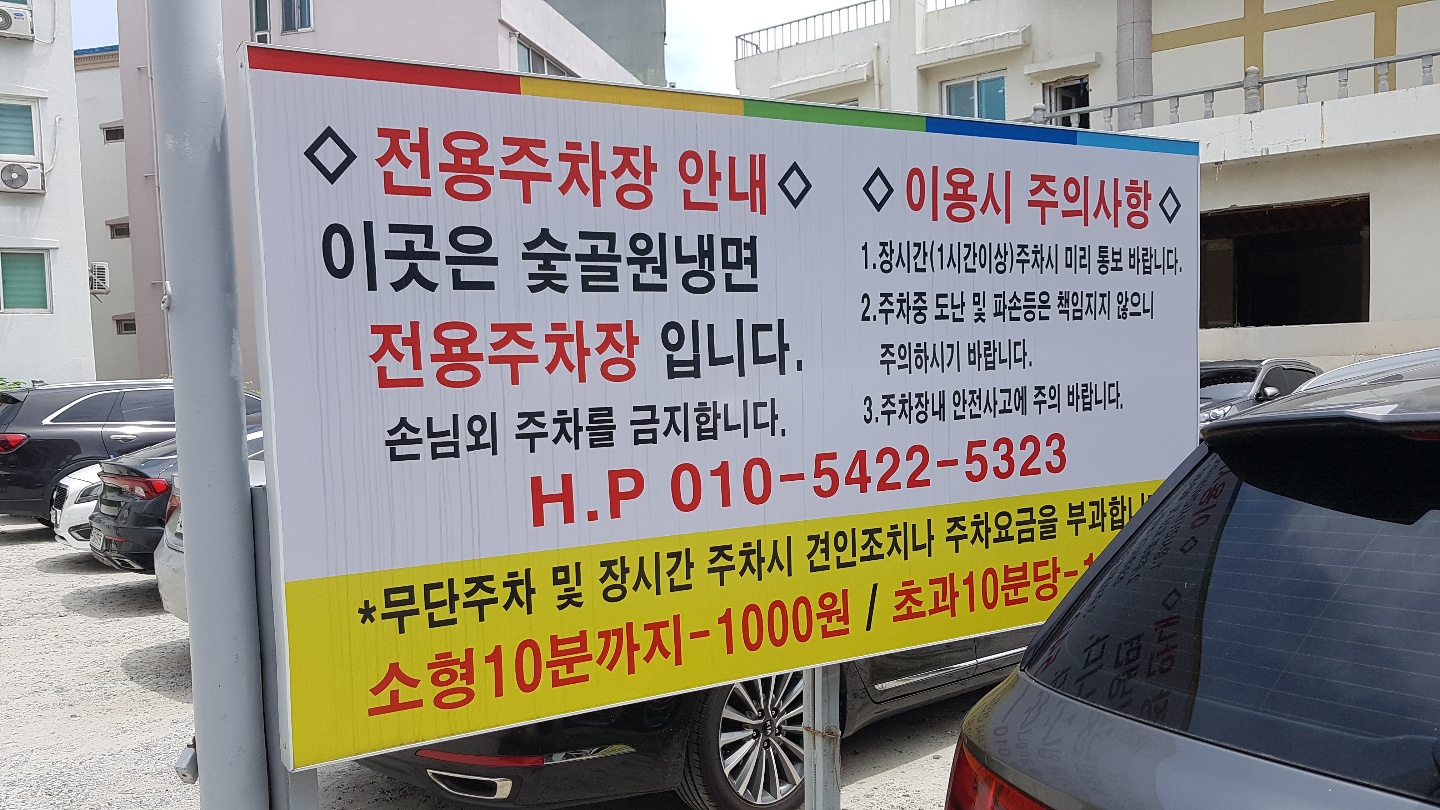 ◇ 전용주차장 안내 ◇
이곳은 숯골원냉면
전용주차장 입니다.
손님외 주차를 금지합니다.
◇ 이용시 주의사항 ◇
1.장시간(1시간이상)주차시 미리 통보 바랍니다.
2.주차중 도난 및 파손등은 책임지지 않으니
주의하시기 바랍니다.
3.주차장내 안전사고에 주의 바랍니다.
H.P 010-5422-5323
*무단주차 및 장시간 주차시 견인조치나 주차요금을 부과합니
소형10분까지-1000원 / 초과10분당-